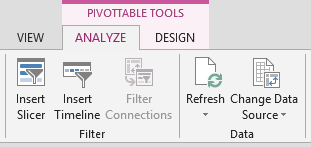 PIVOTTABLE TOOLS
VIEW ANALYZE DESIGN
Insert Insert Filter Refresh Change Data
Slicer Timeline Connections Source
Filter Data